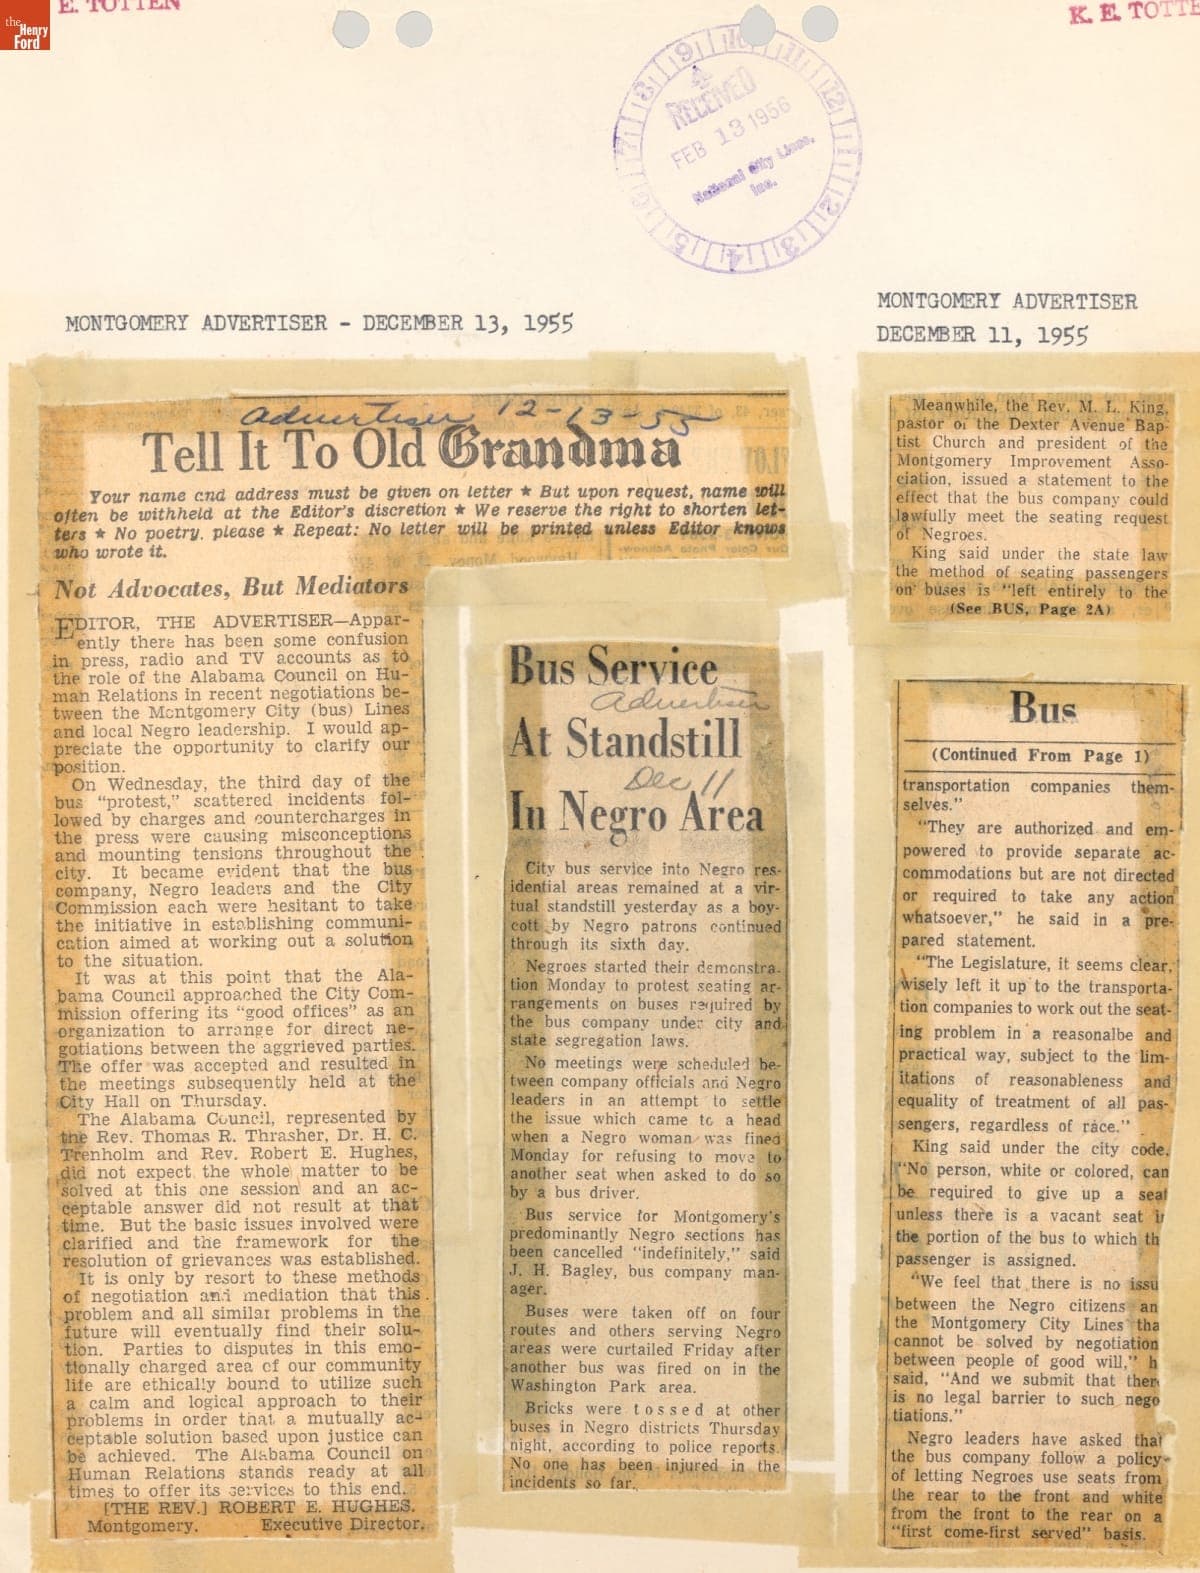 the
Henry
Ford
E. TOTTEN
K. E. TOTTE
9 10 11 12 1 2 3 4 5 6 7 8
RECEIVED
FEB 13 1956
National City Lines,
Inc.
MONTGOMERY ADVERTISER - DECEMBER 13, 1955
Advertiser 12-13-55
Tell It To Old Grandma
Your name and address must be given on letter ★ But upon request, name will
often be withheld at the Editor's discretion ★ We reserve the right to shorten let-
ters ★ No poetry, please ★ Repeat: No letter will be printed unless Editor knows
who wrote it.
Not Advocates, But Mediators
EDITOR, THE ADVERTISER—Appar-
ently there has been some confusion
in press, radio and TV accounts as to
the role of the Alabama Council on Hu-
man Relations in recent negotiations be-
tween the Montgomery City (bus) Lines
and local Negro leadership. I would ap-
preciate the opportunity to clarify our
position.
On Wednesday, the third day of the
bus "protest," scattered incidents fol-
lowed by charges and countercharges in
the press were causing misconceptions
and mounting tensions throughout the
city. It became evident that the bus
company, Negro leaders and the City
Commission each were hesitant to take
the initiative in establishing communi-
cation aimed at working out a solution
to the situation.
It was at this point that the Ala-
bama Council approached the City Com-
mission offering its "good offices" as an
organization to arrange for direct ne-
gotiations between the aggrieved parties.
The offer was accepted and resulted in
the meetings subsequently held at the
City Hall on Thursday.
The Alabama Council, represented by
the Rev. Thomas R. Thrasher, Dr. H. C.
Trenholm and Rev. Robert E. Hughes,
did not expect the whole matter to be
solved at this one session and an ac-
ceptable answer did not result at that
time. But the basic issues involved were
clarified and the framework for the
resolution of grievances was established.
It is only by resort to these methods
of negotiation and mediation that this
problem and all similar problems in the
future will eventually find their solu-
tion. Parties to disputes in this emo-
tionally charged area of our community
life are ethically bound to utilize such
a calm and logical approach to their
problems in order that a mutually ac-
ceptable solution based upon justice can
be achieved. The Alabama Council on
Human Relations stands ready at all
times to offer its services to this end.
[THE REV.] ROBERT E. HUGHES.
Montgomery. Executive Director.
Bus Service
Advertiser
At Standstill
Dec 11
In Negro Area
City bus service into Negro res-
idential areas remained at a vir-
tual standstill yesterday as a boy-
cott by Negro patrons continued
through its sixth day.
Negroes started their demonstra-
tion Monday to protest seating ar-
rangements on buses required by
the bus company under city and
state segregation laws.
No meetings were scheduled be-
tween company officials and Negro
leaders in an attempt to settle
the issue which came to a head
when a Negro woman was fined
Monday for refusing to move to
another seat when asked to do so
by a bus driver.
Bus service for Montgomery's
predominantly Negro sections has
been cancelled "indefinitely," said
J. H. Bagley, bus company man-
ager.
Buses were taken off on four
routes and others serving Negro
areas were curtailed Friday after
another bus was fired on in the
Washington Park area.
Bricks were tossed at other
buses in Negro districts Thursday
night, according to police reports.
No one has been injured in the
incidents so far.
MONTGOMERY ADVERTISER
DECEMBER 11, 1955
Meanwhile, the Rev. M. L. King,
pastor of the Dexter Avenue Bap-
tist Church and president of the
Montgomery Improvement Asso-
ciation, issued a statement to the
effect that the bus company could
lawfully meet the seating request
of Negroes.
King said under the state law
the method of seating passengers
on buses is "left entirely to the
(See BUS, Page 2A)
Bus
(Continued From Page 1)
transportation companies them-
selves."
"They are authorized and em-
powered to provide separate ac-
commodations but are not directed
or required to take any action
whatsoever," he said in a pre-
pared statement.
"The Legislature, it seems clear,
wisely left it up to the transporta-
tion companies to work out the seat-
ing problem in a reasonalbe and
practical way, subject to the lim-
itations of reasonableness and
equality of treatment of all pas-
sengers, regardless of race."
King said under the city code,
"No person, white or colored, can
be required to give up a seat
unless there is a vacant seat in
the portion of the bus to which th
passenger is assigned.
"We feel that there is no issu
between the Negro citizens an
the Montgomery City Lines tha
cannot be solved by negotiation
between people of good will," h
said, "And we submit that ther
is no legal barrier to such nego
tiations."
Negro leaders have asked that
the bus company follow a policy
of letting Negroes use seats from
the rear to the front and white
from the front to the rear on a
"first come-first served" basis.